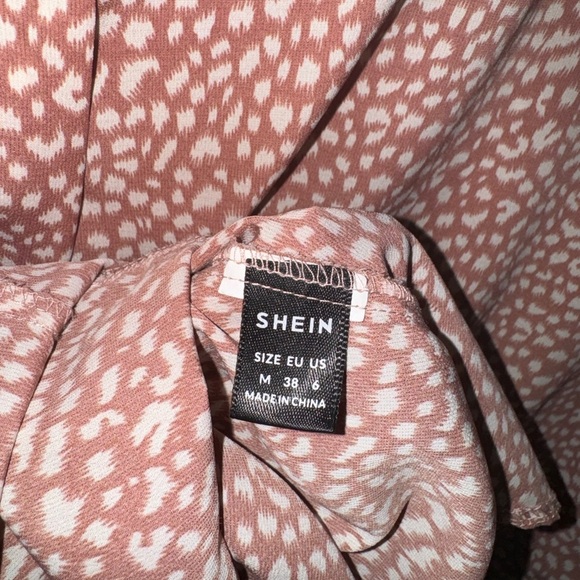 SHEIN
SIZE EU US
M 38 6
MADE IN CHINA